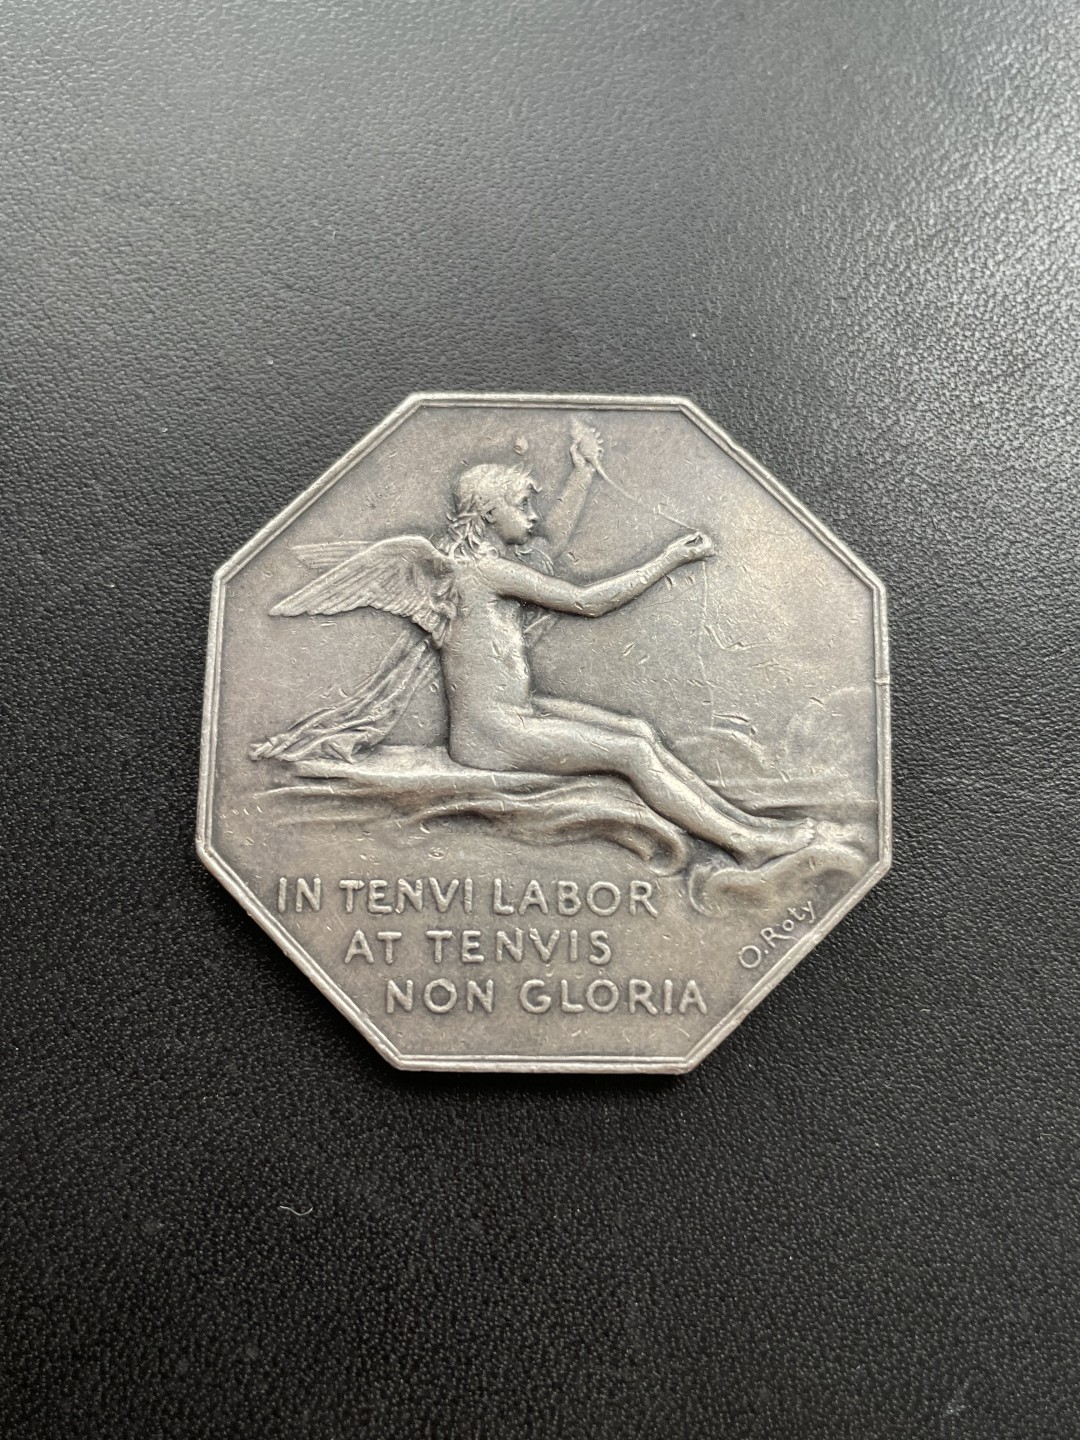 IN TENVI LABOR
AT TENVIS
NON GLORIA
O. Roty